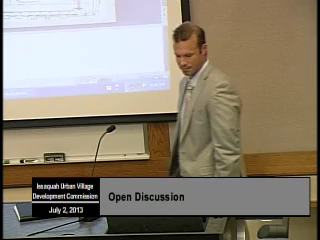 Issaquah Urban Village
Development Commission
July 2, 2013
Open Discussion